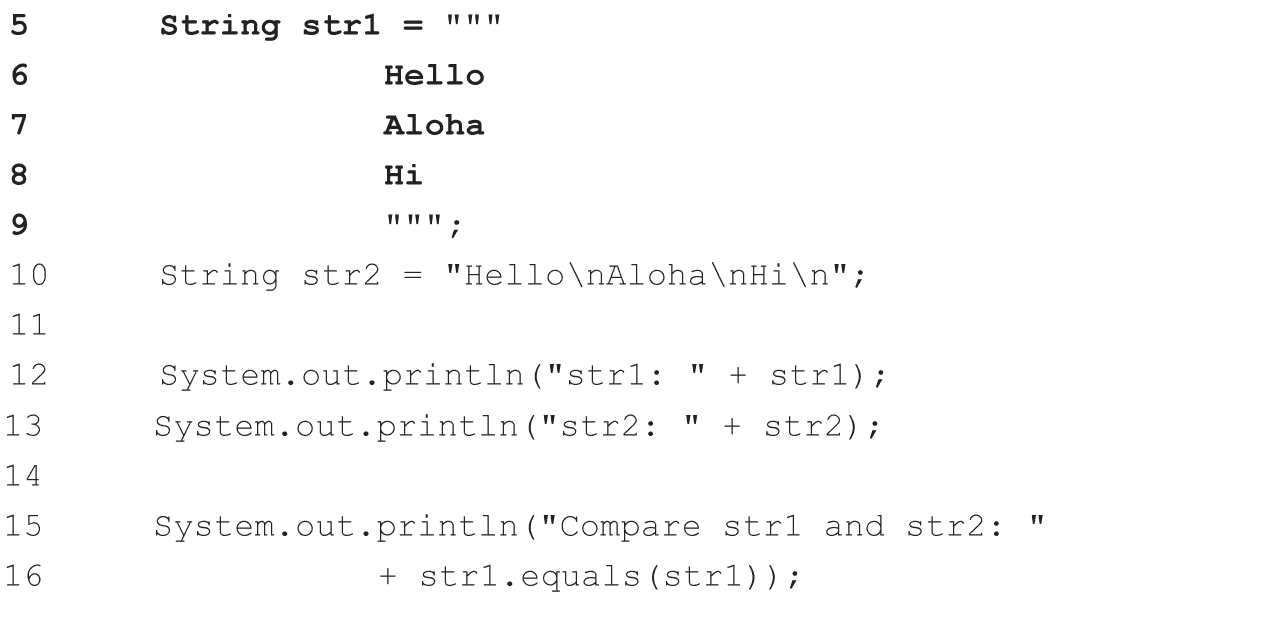 5 String str1 = """
6 Hello
7 Aloha
8 Hi
9 """;
10 String str2 = "Hello\nAloha\nHi\n";
11
12 System.out.println("str1: " + str1);
13 System.out.println("str2: " + str2);
14
15 System.out.println("Compare str1 and str2: "
16 + str1.equals(str1));